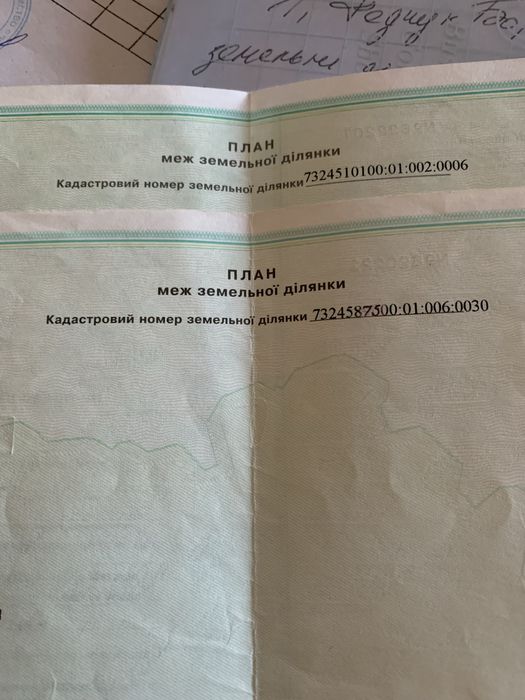 земельні
ПЛАН
меж земельної ділянки
Кадастровий номер земельної ділянки 7324510100:01:002:0006
ПЛАН
меж земельної ділянки
Кадастровий номер земельної ділянки 7324587500:01:006:0030